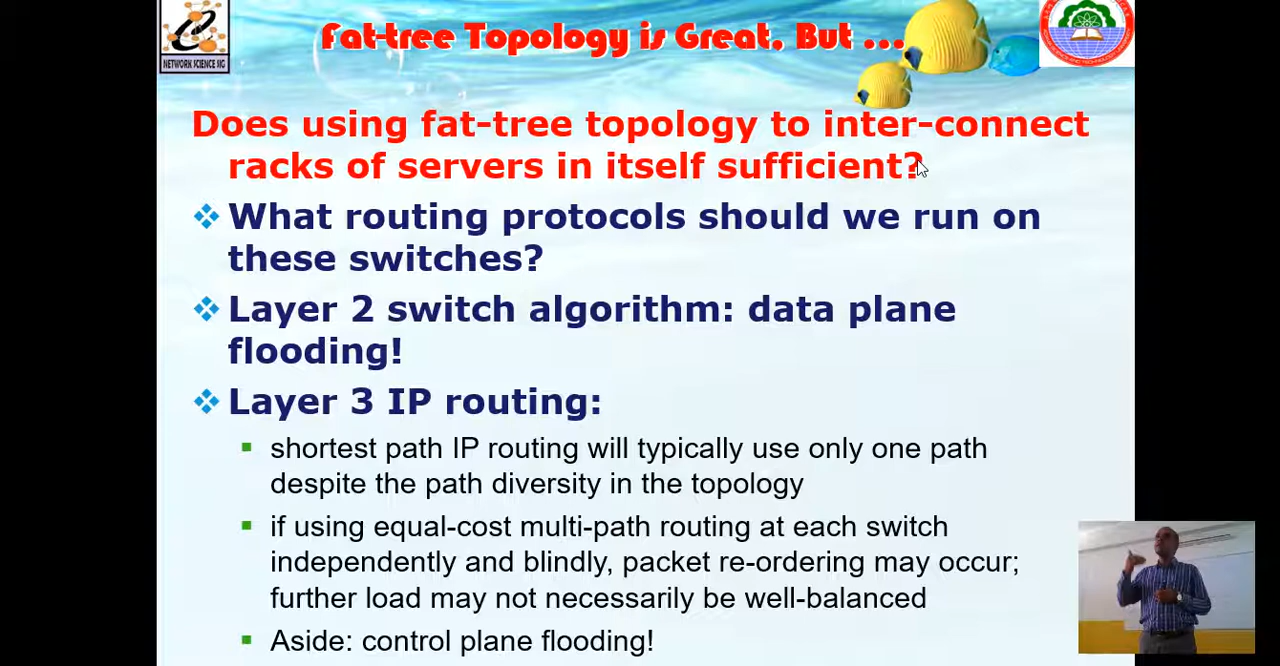 NETWORK SCIENCE SIG
Fat-tree Topology is Great, But ...
Does using fat-tree topology to inter-connect
racks of servers in itself sufficient?
What routing protocols should we run on
these switches?
Layer 2 switch algorithm: data plane
flooding!
Layer 3 IP routing:
shortest path IP routing will typically use only one path
despite the path diversity in the topology
if using equal-cost multi-path routing at each switch
independently and blindly, packet re-ordering may occur;
further load may not necessarily be well-balanced
Aside: control plane flooding!